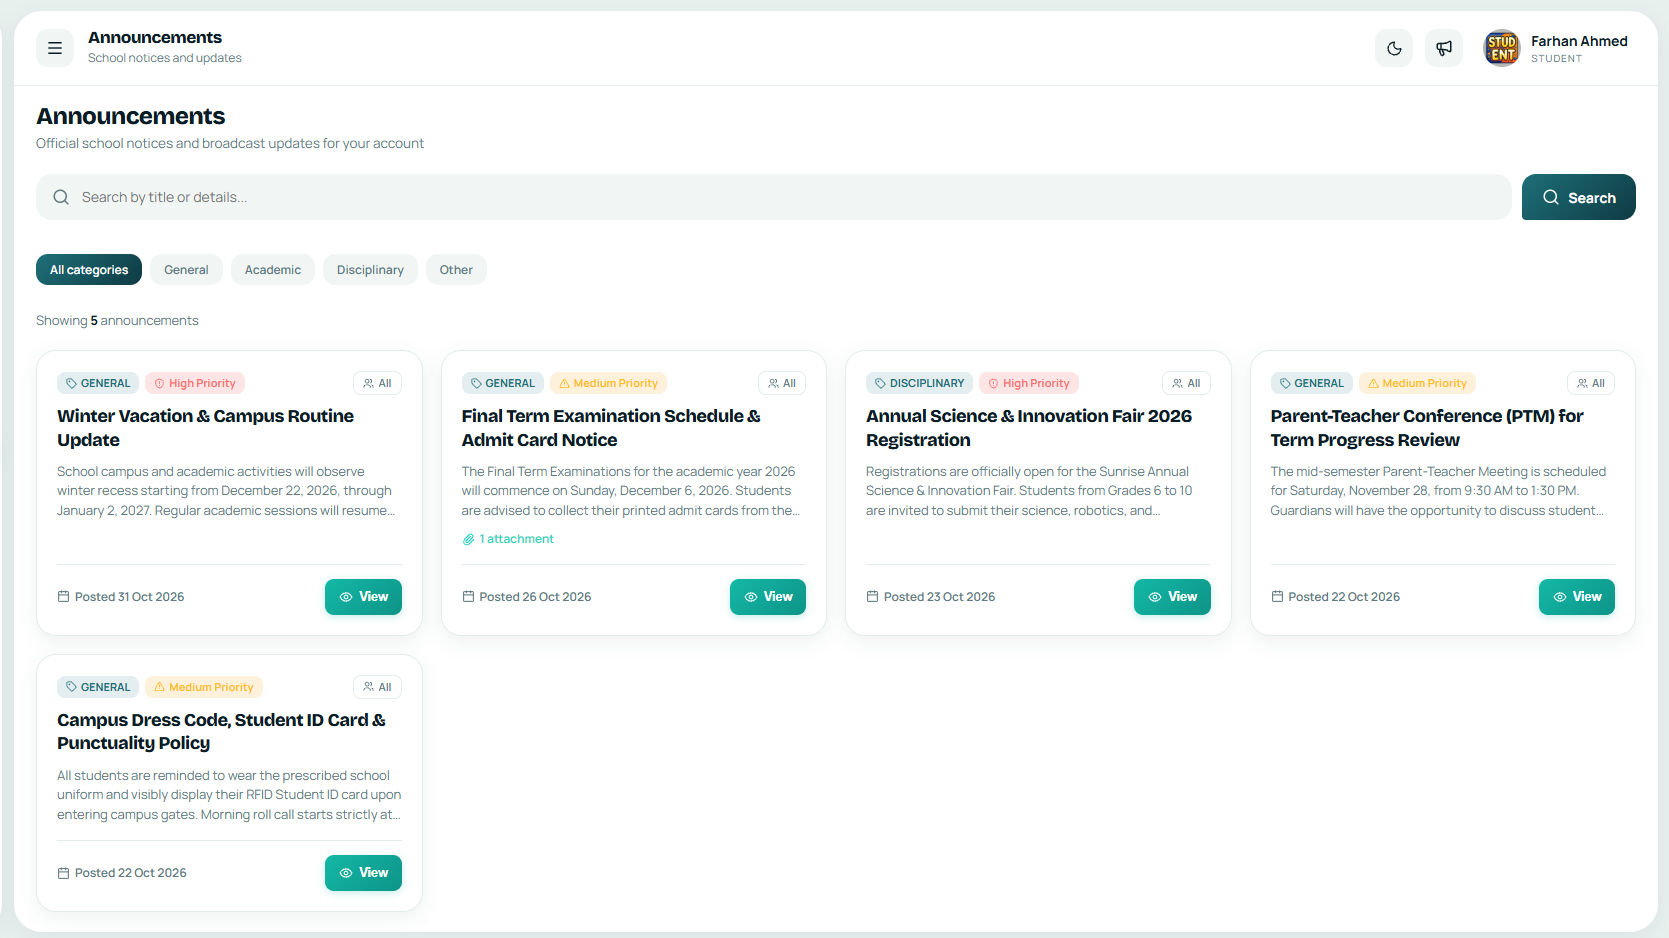 Announcements
School notices and updates
STUDENT
Farhan Ahmed
STUDENT
Announcements
Official school notices and broadcast updates for your account
Search by title or details...
Search
All categories
General
Academic
Disciplinary
Other
Showing 5 announcements
GENERAL
High Priority
All
Winter Vacation & Campus Routine
Update
School campus and academic activities will observe
winter recess starting from December 22, 2026, through
January 2, 2027. Regular academic sessions will resume...
Posted 31 Oct 2026
View
GENERAL
Medium Priority
All
Final Term Examination Schedule &
Admit Card Notice
The Final Term Examinations for the academic year 2026
will commence on Sunday, December 6, 2026. Students
are advised to collect their printed admit cards from the...
1 attachment
Posted 26 Oct 2026
View
DISCIPLINARY
High Priority
All
Annual Science & Innovation Fair 2026
Registration
Registrations are officially open for the Sunrise Annual
Science & Innovation Fair. Students from Grades 6 to 10
are invited to submit their science, robotics, and...
Posted 23 Oct 2026
View
GENERAL
Medium Priority
All
Parent-Teacher Conference (PTM) for
Term Progress Review
The mid-semester Parent-Teacher Meeting is scheduled
for Saturday, November 28, from 9:30 AM to 1:30 PM.
Guardians will have the opportunity to discuss student...
Posted 22 Oct 2026
View
GENERAL
Medium Priority
All
Campus Dress Code, Student ID Card &
Punctuality Policy
All students are reminded to wear the prescribed school
uniform and visibly display their RFID Student ID card upon
entering campus gates. Morning roll call starts strictly at...
Posted 22 Oct 2026
View